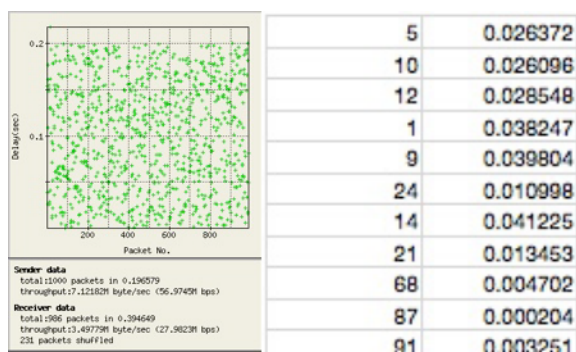 0.2
0.1
Delay(sec)
200 400 600 800
Packet No.
Sender data
total:1000 packets in 0.196579
throughput:7.12182M byte/sec (56.9745M bps)
Receiver data
total:986 packets in 0.394649
throughput:3.49779M byte/sec (27.9823M bps)
231 packets shuffled
5 0.026372
10 0.026096
12 0.028548
1 0.038247
9 0.039804
24 0.010998
14 0.041225
21 0.013453
68 0.004702
87 0.000204
91 0.003251